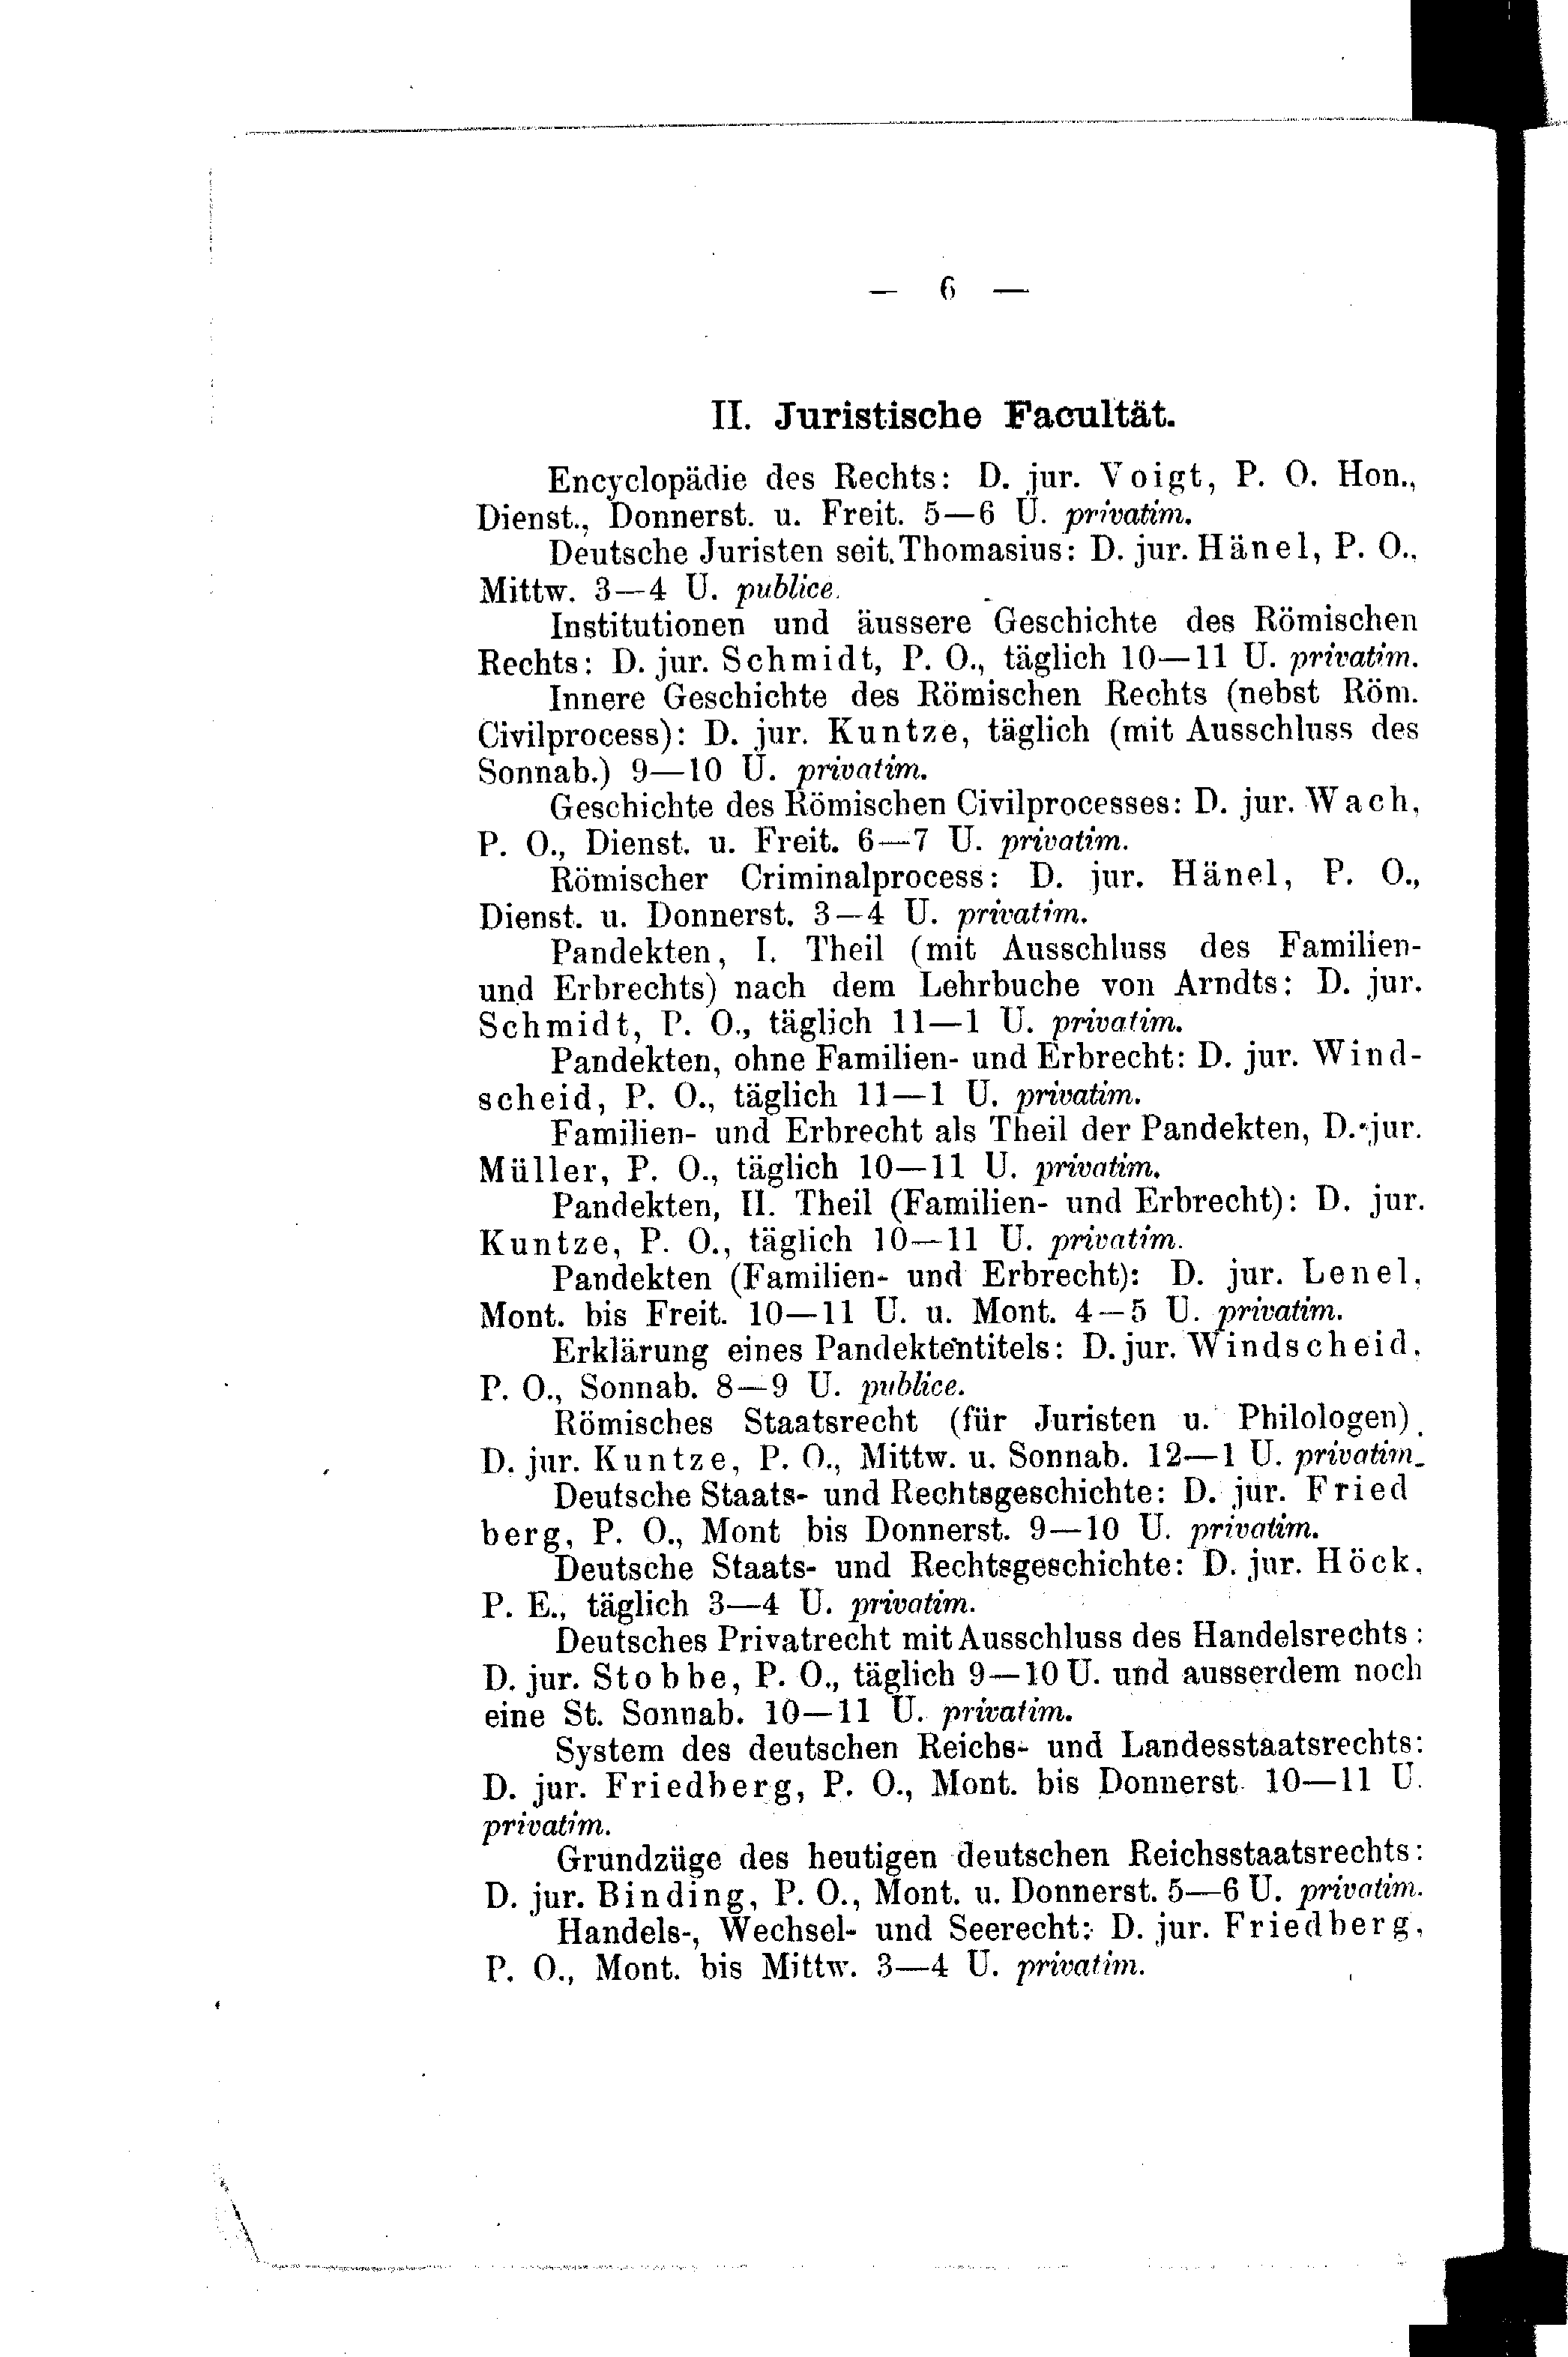 — 6 —
II. Juristische Facultät.
Encyclopädie des Rechts: D. jur. Voigt, P. O. Hon.,
Dienst., Donnerst. u. Freit. 5—6 U. privatim.
Deutsche Juristen seit Thomasius: D. jur. Hänel, P. O.,
Mittw. 3—4 U. publice.
Institutionen und äussere Geschichte des Römischen
Rechts: D. jur. Schmidt, P. O., täglich 10—11 U. privatim.
Innere Geschichte des Römischen Rechts (nebst Röm.
Civilprocess): D. jur. Kuntze, täglich (mit Ausschluss des
Sonnab.) 9—10 U. privatim.
Geschichte des Römischen Civilprocesses: D. jur. Wach,
P. O., Dienst. u. Freit. 6—7 U. privatim.
Römischer Criminalprocess: D. jur. Hänel, P. O.,
Dienst. u. Donnerst. 3—4 U. privatim.
Pandekten, I. Theil (mit Ausschluss des Familien-
und Erbrechts) nach dem Lehrbuche von Arndts: D. jur.
Schmidt, P. O., täglich 11—1 U. privatim.
Pandekten, ohne Familien- und Erbrecht: D. jur. Wind-
scheid, P. O., täglich 11—1 U. privatim.
Familien- und Erbrecht als Theil der Pandekten, D. jur.
Müller, P. O., täglich 10—11 U. privatim.
Pandekten, II. Theil (Familien- und Erbrecht): D. jur.
Kuntze, P. O., täglich 10—11 U. privatim.
Pandekten (Familien- und Erbrecht): D. jur. Lenel,
Mont. bis Freit. 10—11 U. u. Mont. 4—5 U. privatim.
Erklärung eines Pandektentitels: D. jur. Windscheid,
P. O., Sonnab. 8—9 U. publice.
Römisches Staatsrecht (für Juristen u. Philologen)
D. jur. Kuntze, P. O., Mittw. u. Sonnab. 12—1 U. privatim.
Deutsche Staats- und Rechtsgeschichte: D. jur. Fried
berg, P. O., Mont bis Donnerst. 9—10 U. privatim.
Deutsche Staats- und Rechtsgeschichte: D. jur. Höck,
P. E., täglich 3—4 U. privatim.
Deutsches Privatrecht mit Ausschluss des Handelsrechts:
D. jur. Stobbe, P. O., täglich 9—10 U. und ausserdem noch
eine St. Sonnab. 10—11 U. privatim.
System des deutschen Reichs- und Landesstaatsrechts:
D. jur. Friedberg, P. O., Mont. bis Donnerst. 10—11 U.
privatim.
Grundzüge des heutigen deutschen Reichsstaatsrechts:
D. jur. Binding, P. O., Mont. u. Donnerst. 5—6 U. privatim.
Handels-, Wechsel- und Seerecht: D. jur. Friedberg,
P. O., Mont. bis Mittw. 3—4 U. privatim.